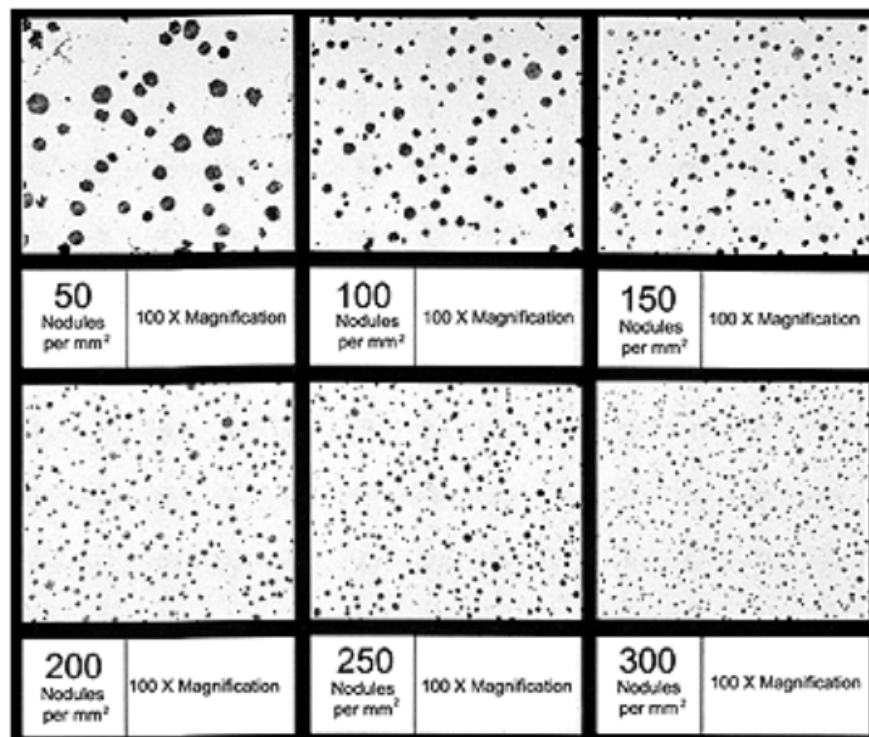 50
Nodules
per mm²
100 X Magnification
100
Nodules
per mm²
100 X Magnification
150
Nodules
per mm²
100 X Magnification
200
Nodules
per mm²
100 X Magnification
250
Nodules
per mm²
100 X Magnification
300
Nodules
per mm²
100 X Magnification